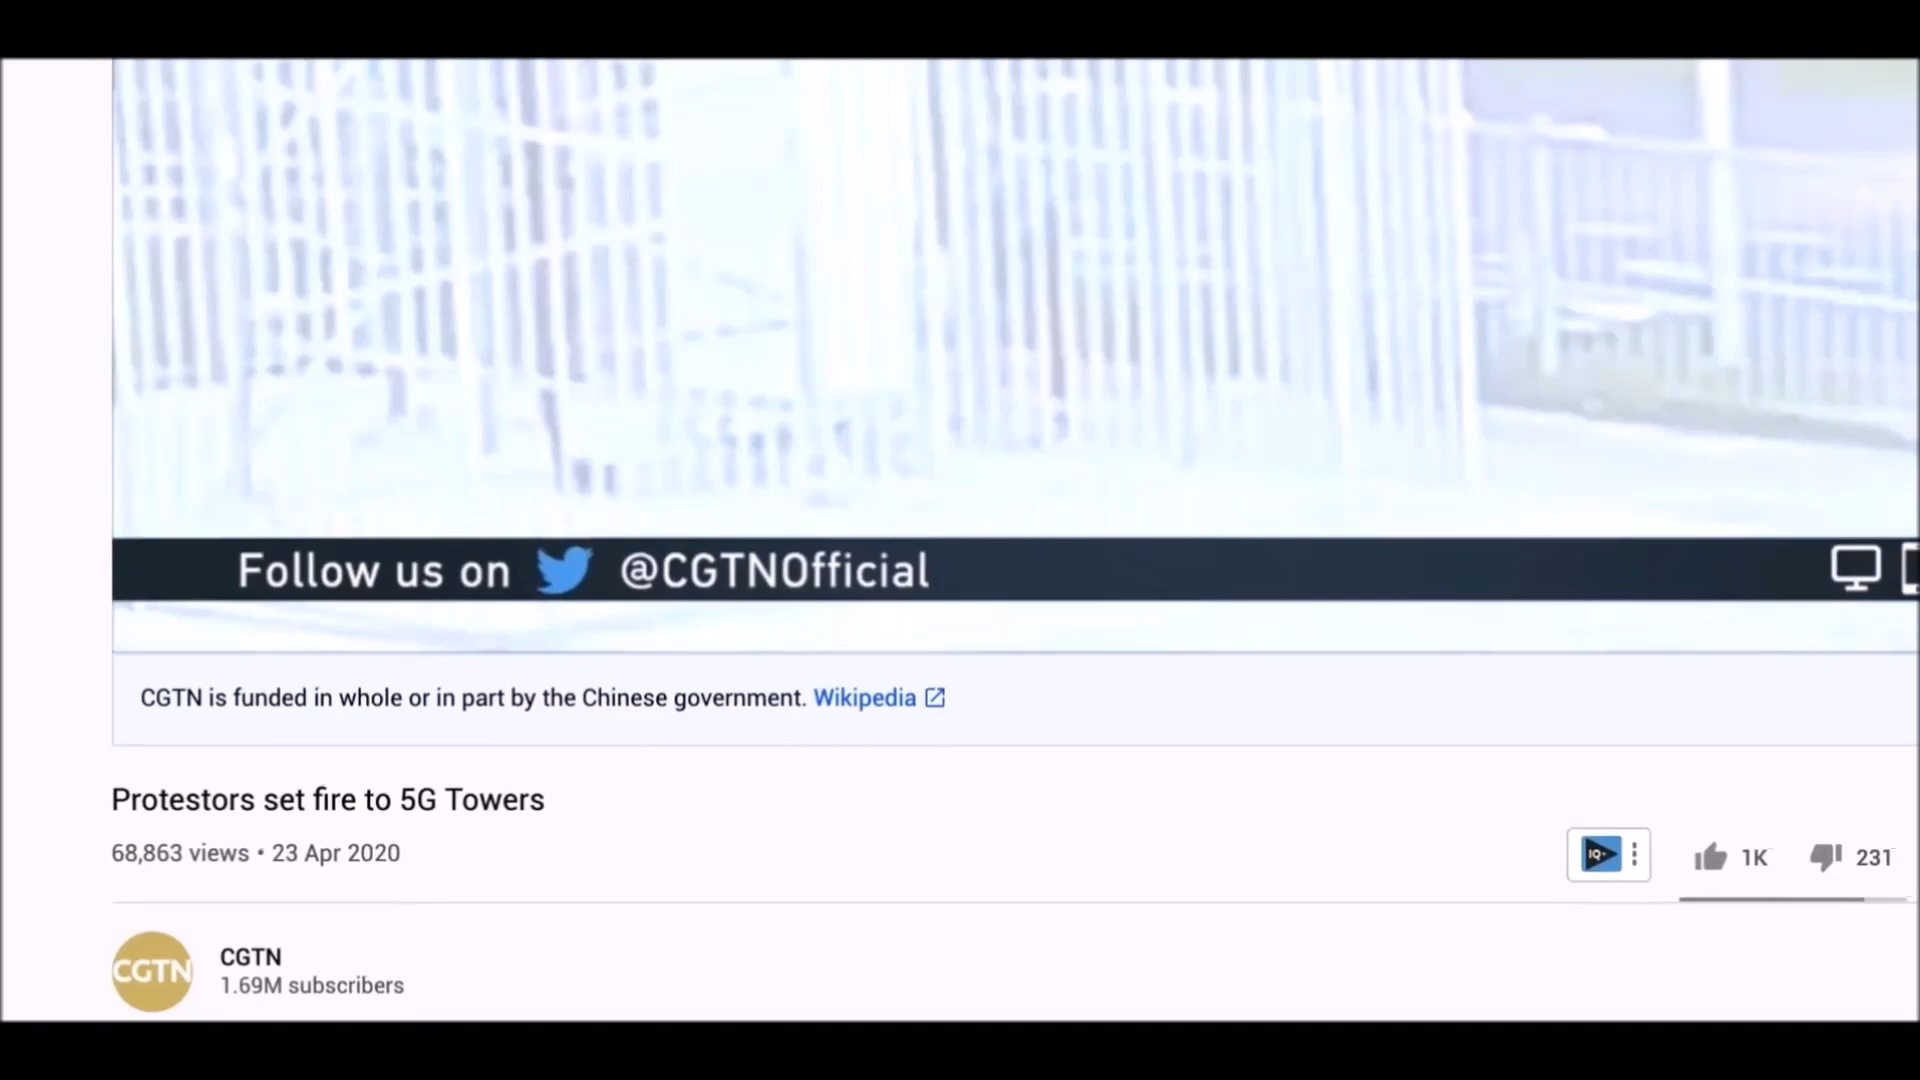 Follow us on @CGTNOfficial
CGTN is funded in whole or in part by the Chinese government. Wikipedia
Protestors set fire to 5G Towers
68,863 views • 23 Apr 2020
IQ+
1K
231
CGTN
CGTN
1.69M subscribers